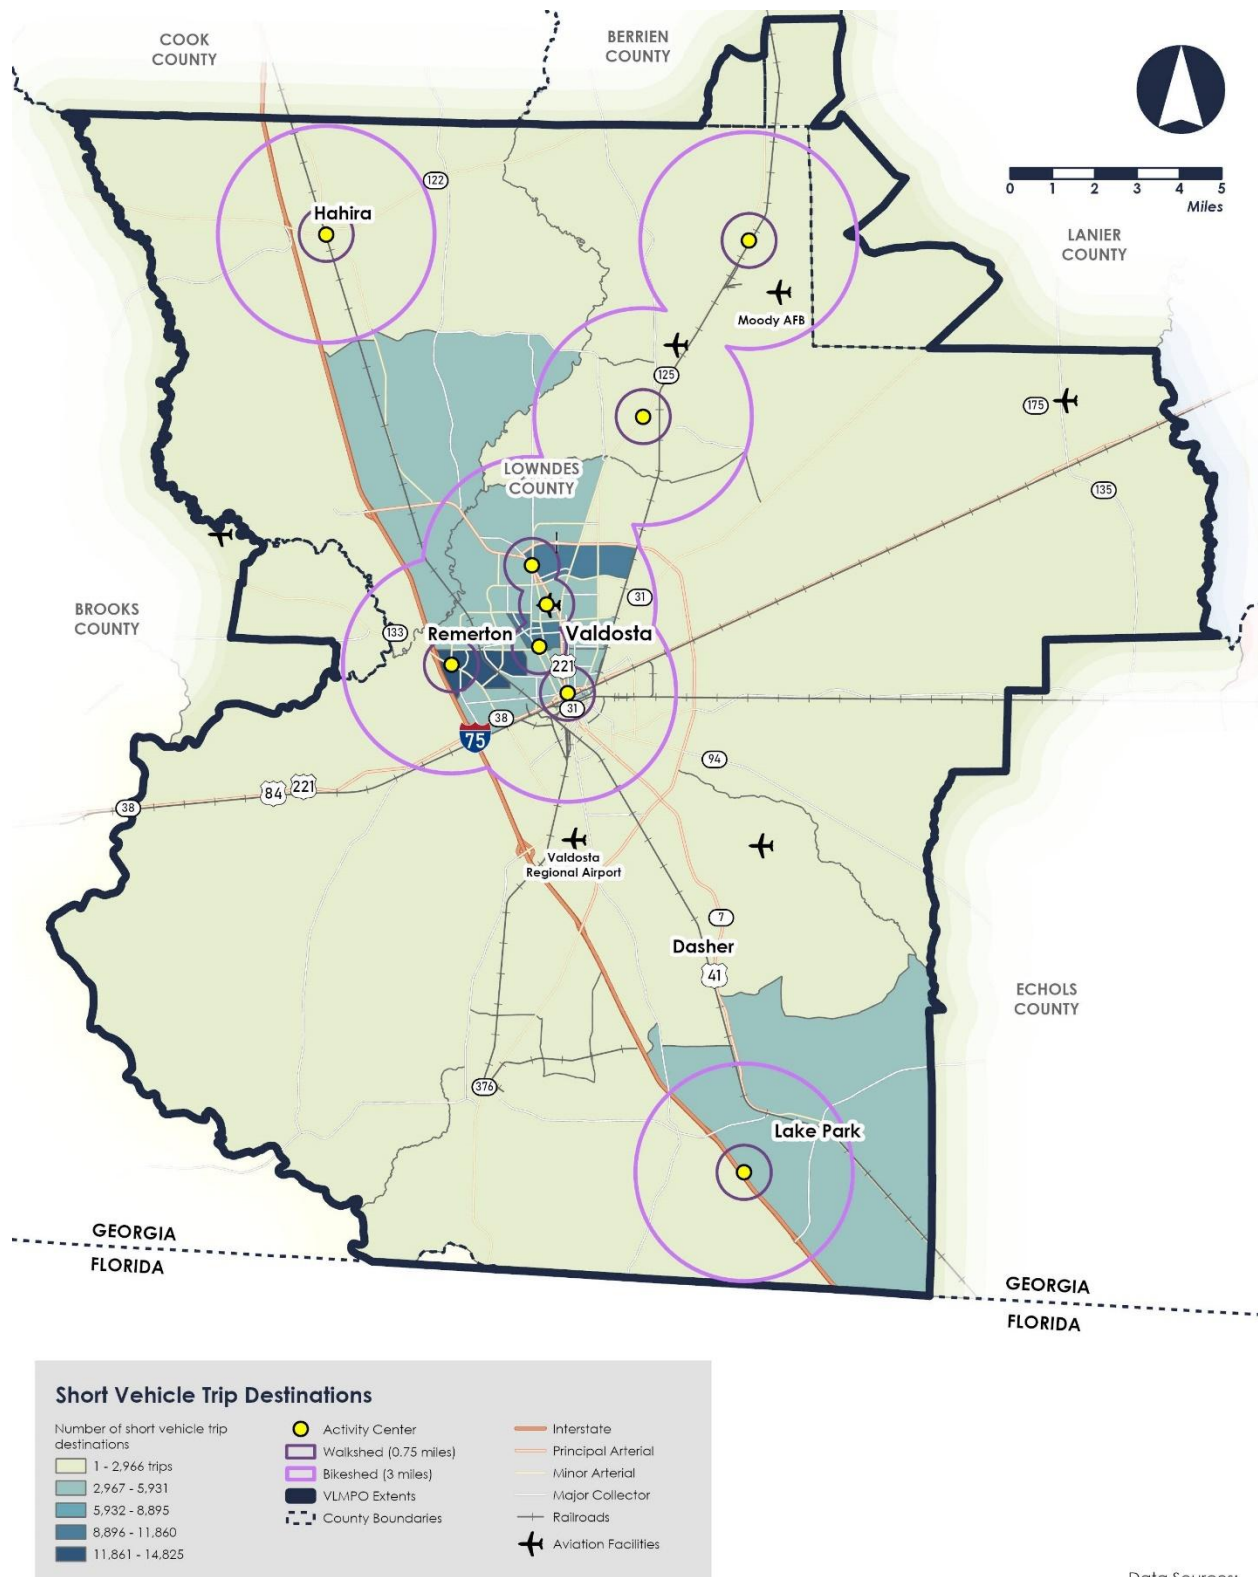 COOK
COUNTY
BERRIEN
COUNTY
0 1 2 3 4 5
Miles
122
Hahira
LANIER
COUNTY
Moody AFB
125
175
LOWNDES
COUNTY
135
31
BROOKS
COUNTY
133
Remerton
Valdosta
221
31
38
75
94
84
221
38
Valdosta
Regional Airport
7
Dasher
41
ECHOLS
COUNTY
376
Lake Park
GEORGIA
FLORIDA
GEORGIA
FLORIDA
Short Vehicle Trip Destinations
Number of short vehicle trip
destinations
1 - 2,966 trips
2,967 - 5,931
5,932 - 8,895
8,896 - 11,860
11,861 - 14,825
Activity Center
Walkshed (0.75 miles)
Bikeshed (3 miles)
VLMPO Extents
County Boundaries
Interstate
Principal Arterial
Minor Arterial
Major Collector
Railroads
Aviation Facilities
Data Sources: